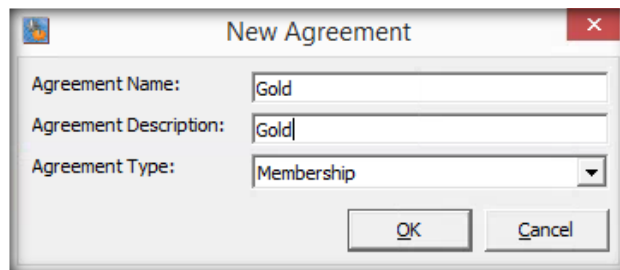 New Agreement
Agreement Name: Gold
Agreement Description: Gold
Agreement Type: Membership
OK Cancel